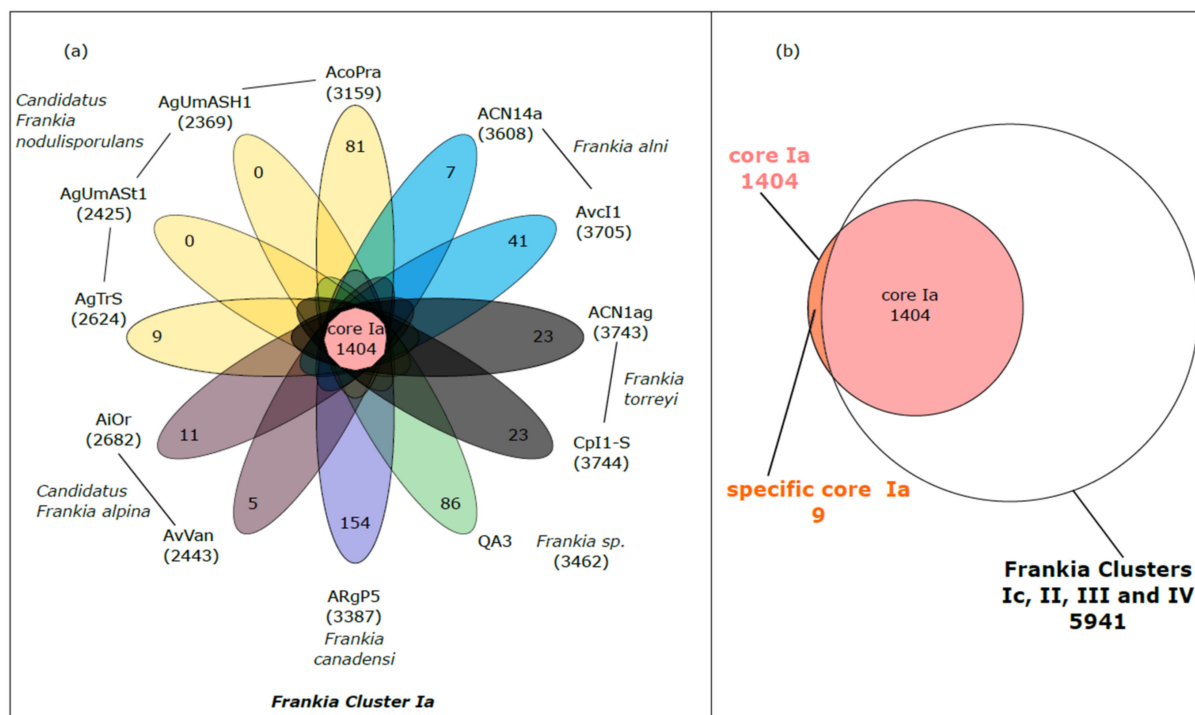 (a)
AcoPra
(3159)
AgUmASH1
(2369)
Candidatus
Frankia
nodulisporulans
ACN14a
(3608)
Frankia alni
81
0
7
AgUmASt1
(2425)
AvcI1
(3705)
0
41
AgTrS
(2624)
ACN1ag
(3743)
9
core Ia
1404
23
Frankia
torreyi
AiOr
(2682)
11
23
CpI1-S
(3744)
Candidatus
Frankia alpina
5
154
86
AvVan
(2443)
QA3
Frankia sp.
(3462)
ARgP5
(3387)
Frankia
canadensi
Frankia Cluster Ia
(b)
core Ia
1404
core Ia
1404
specific core Ia
9
Frankia Clusters
Ic, II, III and IV
5941